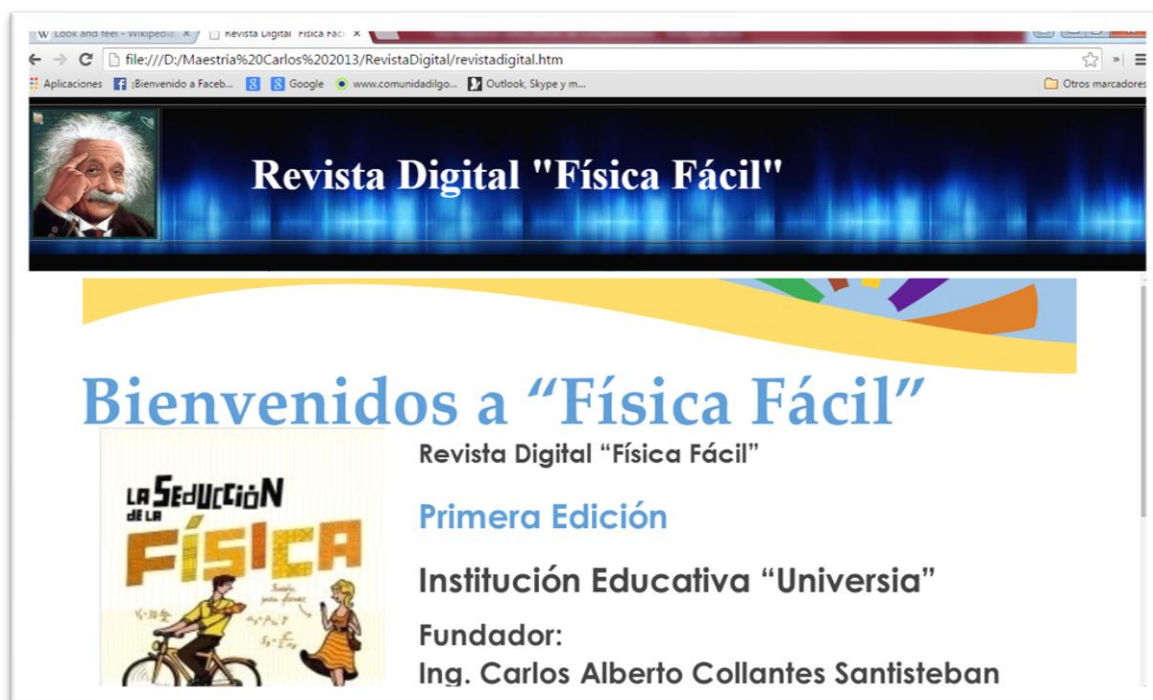 Look and feel - Wikipedia
Revista Digital "Física Fáci
file:///D:/Maestría%20Carlos%202013/RevistaDigital/revistadigital.htm
Aplicaciones ¡Bienvenido a Faceb... Google www.comunidadilgo... Outlook, Skype y m... Otros marcadores
Revista Digital "Física Fácil"
Bienvenidos a “Física Fácil”
Revista Digital “Física Fácil”
Primera Edición
Institución Educativa “Universia”
Fundador:
Ing. Carlos Alberto Collantes Santisteban
LA SEDUCCIÓN
DE LA
FÍSICA